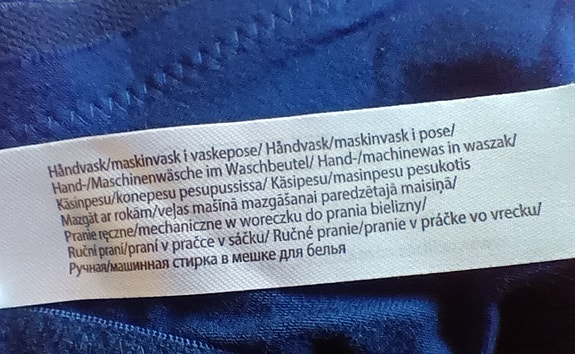 Håndvask/maskinvask i vaskepose/ Håndvask/maskinvask i pose/
Hand-/Maschinenwäsche im Waschbeutel/ Hand-/machinewas in waszak/
Käsinpesu/konepesu pesupussissa/ Käsipesu/masinpesu pesukotis
Mazgāt ar rokām/veļas mašīnā mazgāšanai paredzētajā maisiņā/
Pranie ręczne/mechaniczne w woreczku do prania bielizny/
Ruční praní/praní v pračce v sáčku/ Ručné pranie/pranie v práčke vo vrecku/
Ручная/машинная стирка в мешке для белья